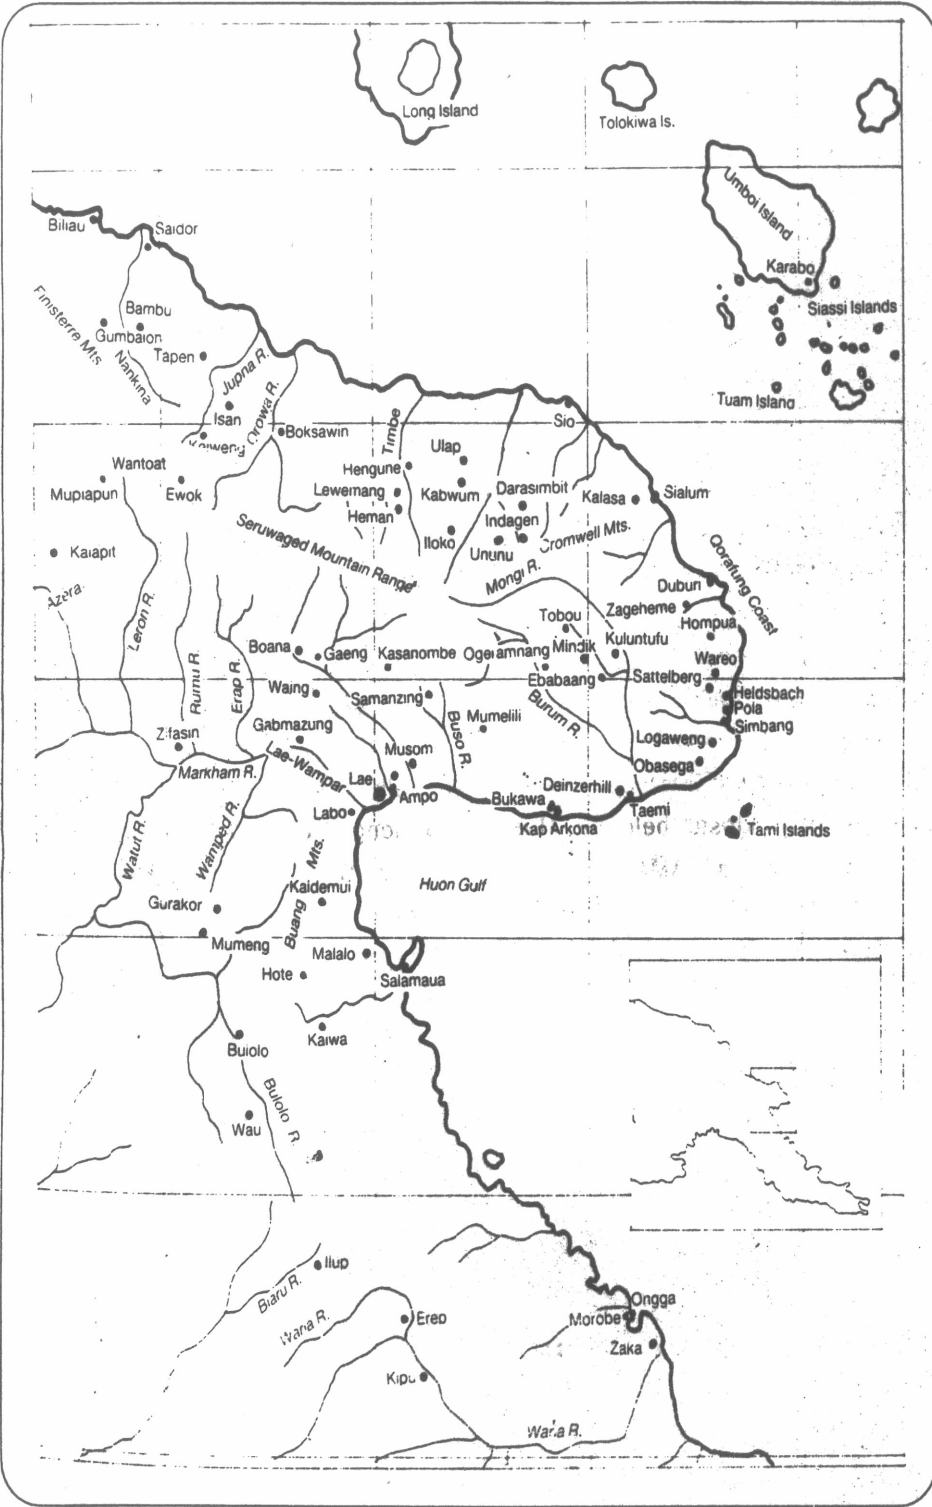 Long Island
Tolokiwa Is.
Umboi Island
Karabo
Siassi Islands
Tuam Island
Biliau
Saidor
Finisterre Mts
Bambu
Gumbaion
Nankina
Tapen
Jupna R.
Isan
Orowa R.
Boksawin
Timbe
Sio
Ulap
Wantoat
Hengune
Mupiapun
Ewok
Lewemang
Kabwum
Darasimbit
Kalasa
Sialum
Heman
Indagen
Seruwaged Mountain Range
Iloko
Ununu
Cromwell Mts.
Kaiapit
Mongi R.
Qorafung Coast
Azera
Leron R.
Duburi
Zageheme
Tobou
Hompua
Boana
Gaeng
Kasanombe
Mindik
Kuluntufu
Wareo
Rumu R.
Erap R.
Ebabaang
Sattelberg
Waing
Samanzing
Heldsbach
Pola
Burum R.
Simbang
Gabmazung
Buso R.
Mumelili
Zifasin
Logaweng
Musom
Obasega
Markham R.
Lae-Wampar
Lae
Ampo
Deinzerhill
Bukawa
Taemi
Labo
Kap Arkona
Tami Islands
Watut R.
Wamped R.
Buang Mts.
Kaidemui
Huon Gulf
Gurakor
Mumeng
Malalo
Hote
Salamaua
Kaiwa
Bulolo
Bulolo R.
Wau
Ilup
Biaru R.
Waria R.
Ereo
Ongga
Morobe
Zaka
Waria R.